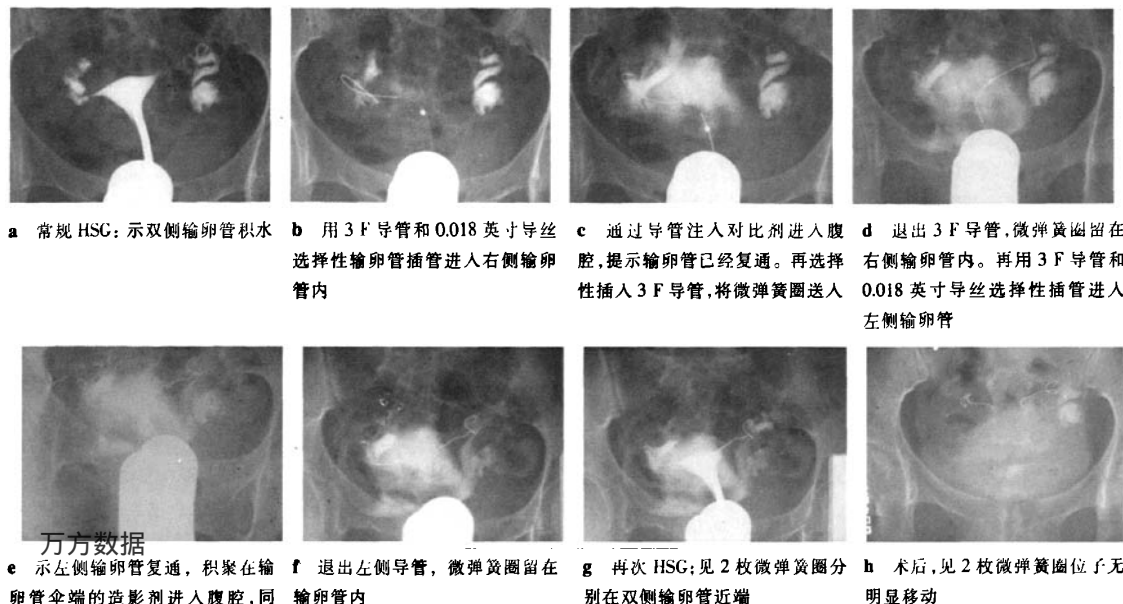 a 常规 HSG：示双侧输卵管积水
b 用 3 F 导管和 0.018 英寸导丝
选择性输卵管插管进入右侧输卵
管内
c 通过导管注入对比剂进入腹
腔，提示输卵管已经复通。再选择
性插入 3 F 导管，将微弹簧圈送入
d 退出 3 F 导管，微弹簧圈留在
右侧输卵管内。再用 3 F 导管和
0.018 英寸导丝选择性插管进入
左侧输卵管
万方数据
e 示左侧输卵管复通，积聚在输
卵管伞端的造影剂进入腹腔，同
f 退出左侧导管，微弹簧圈留在
输卵管内
g 再次 HSG：见 2 枚微弹簧圈分
别在双侧输卵管近端
h 术后，见 2 枚微弹簧圈位子无
明显移动